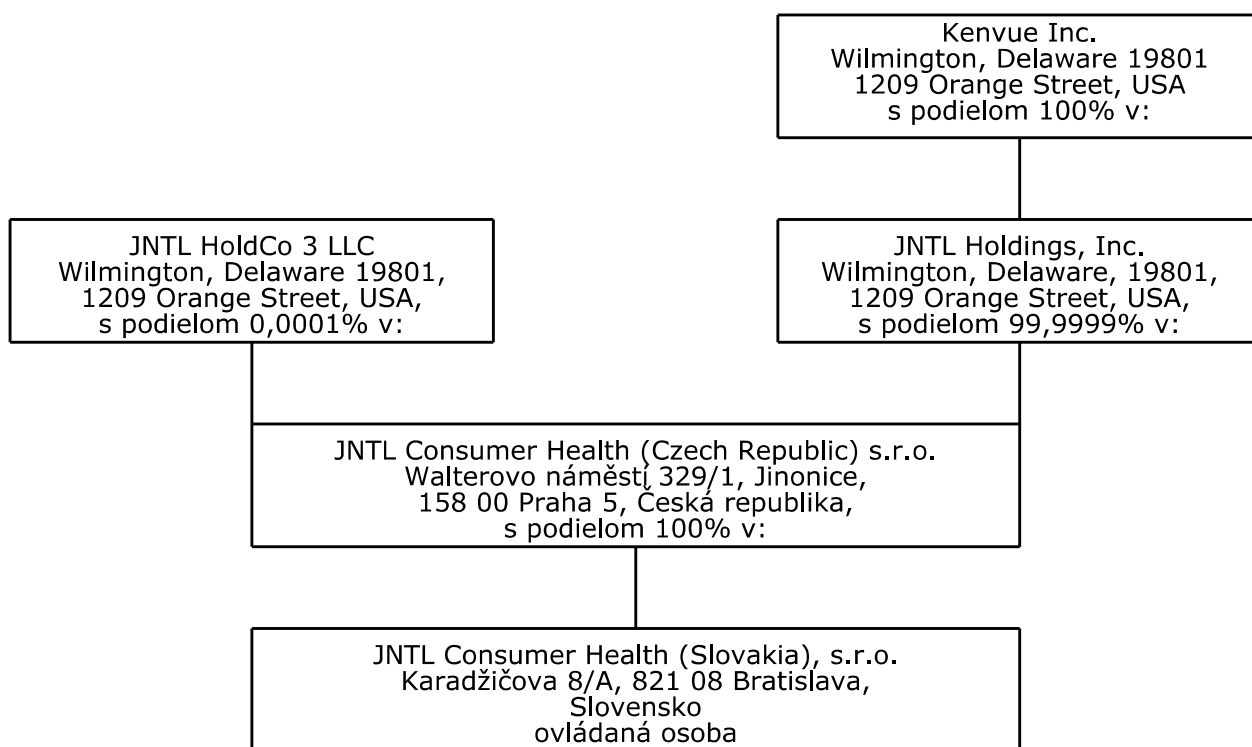 Kenvue Inc.
Wilmington, Delaware 19801
1209 Orange Street, USA
s podielom 100% v:
JNTL HoldCo 3 LLC
Wilmington, Delaware 19801,
1209 Orange Street, USA,
s podielom 0,0001% v:
JNTL Holdings, Inc.
Wilmington, Delaware, 19801,
1209 Orange Street, USA,
s podielom 99,9999% v:
JNTL Consumer Health (Czech Republic) s.r.o.
Walterovo náměstí 329/1, Jinonice,
158 00 Praha 5, Česká republika,
s podielom 100% v:
JNTL Consumer Health (Slovakia), s.r.o.
Karadžičova 8/A, 821 08 Bratislava,
Slovensko
ovládaná osoba